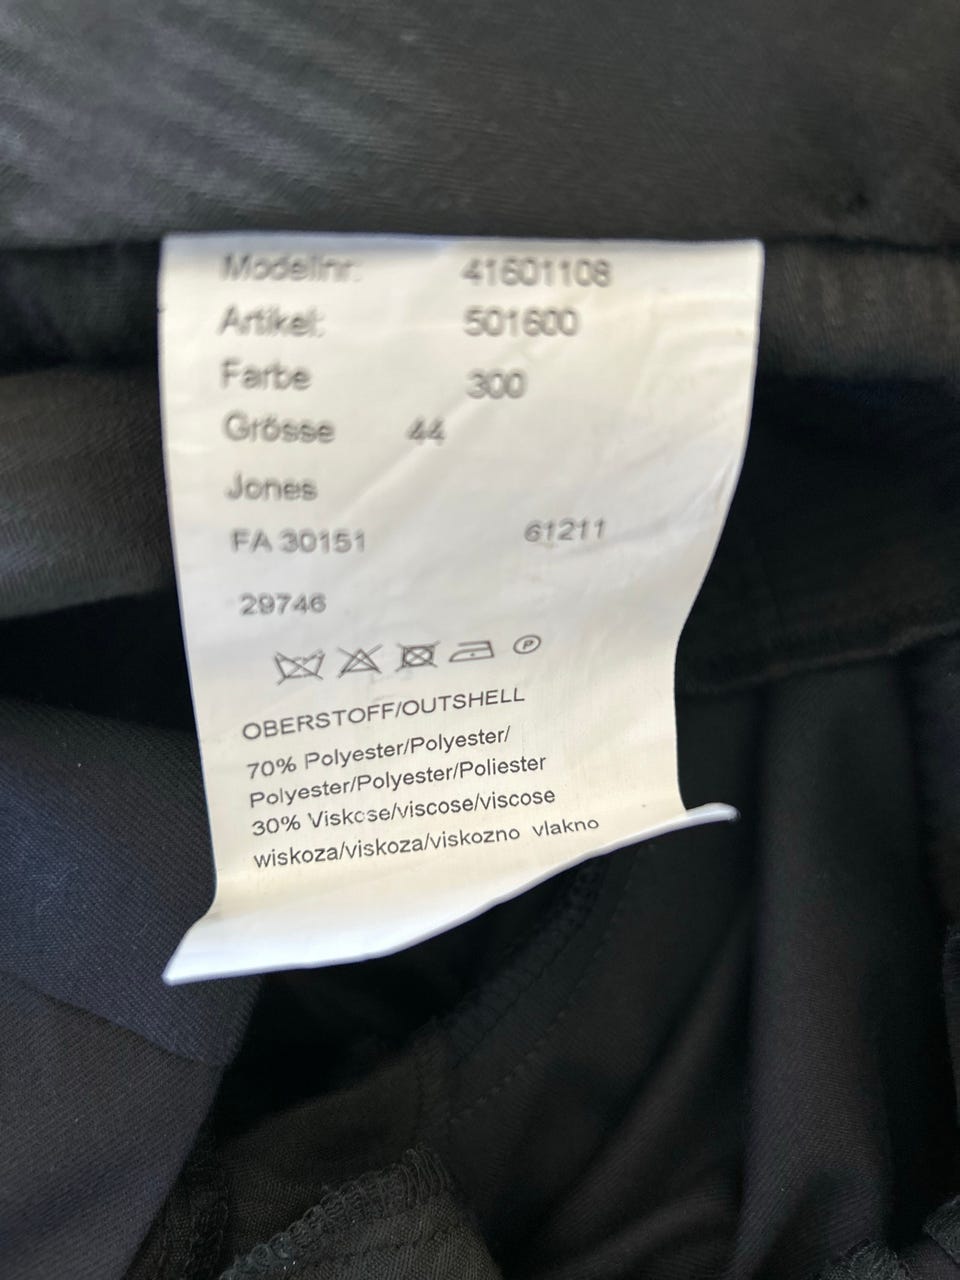 Modellnr. 41601108
Artikel: 501600
Farbe 300
Grösse 44
Jones
FA 30151 61211
29746
P
OBERSTOFF/OUTSHELL
70% Polyester/Polyester/
Polyester/Polyester/Poliester
30% Viskose/viscose/viscose
wiskoza/viskoza/viskozno vlakno